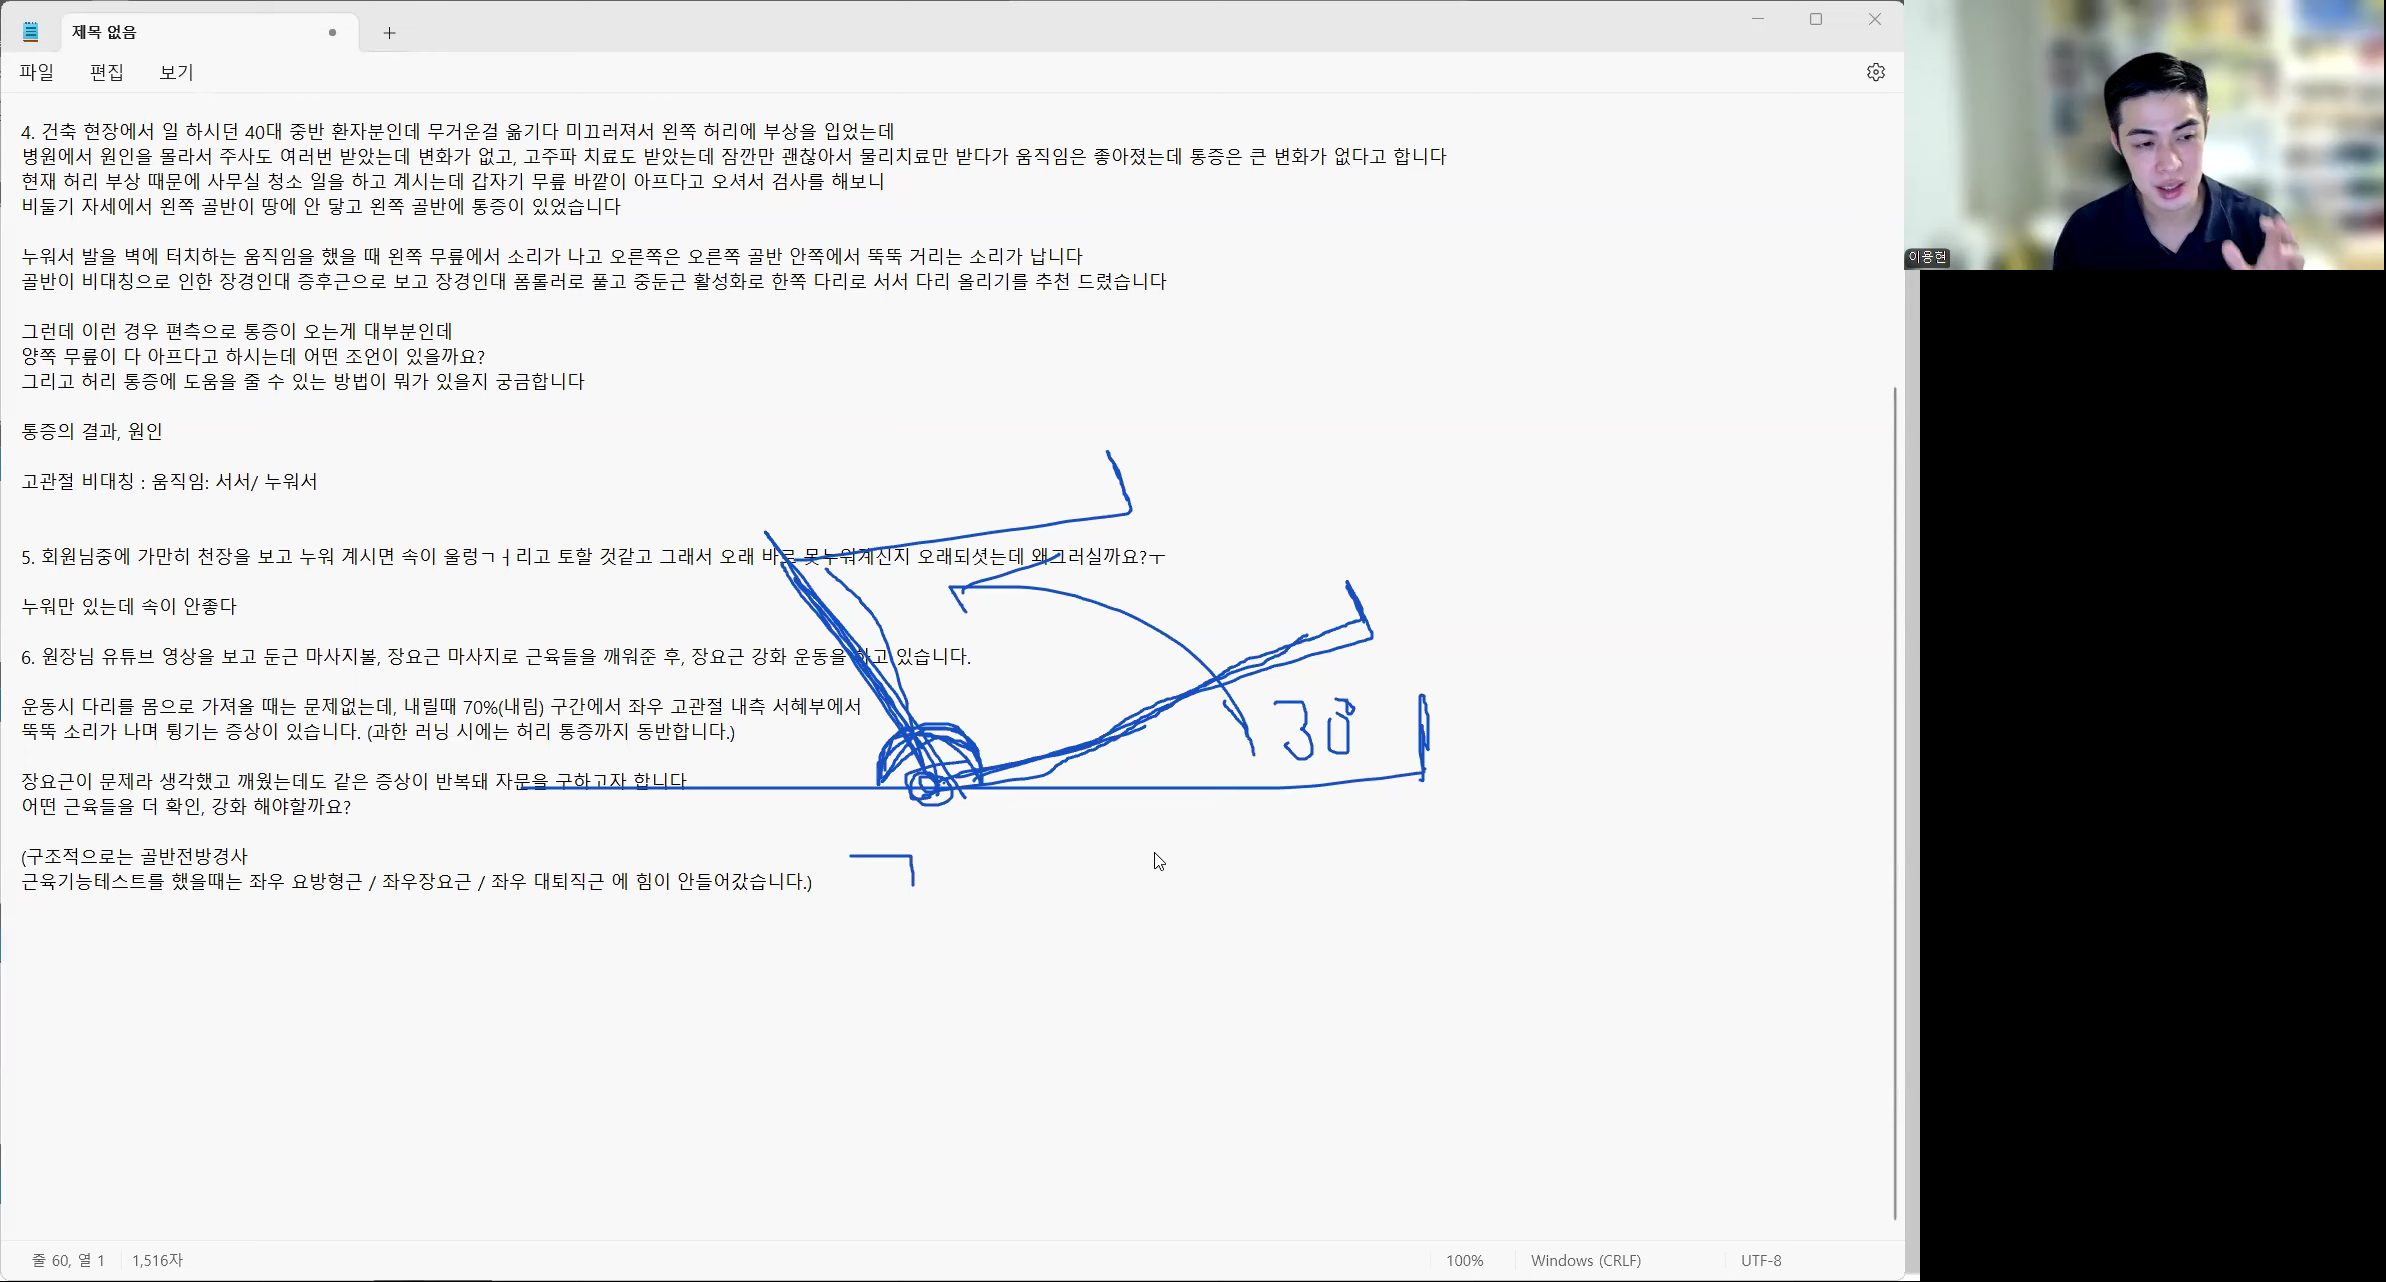 제목 없음
파일 편집 보기
4. 건축 현장에서 일 하시던 40대 중반 환자분인데 무거운걸 옮기다 미끄러져서 왼쪽 허리에 부상을 입었는데
병원에서 원인을 몰라서 주사도 여러번 받았는데 변화가 없고, 고주파 치료도 받았는데 잠깐만 괜찮아서 물리치료만 받다가 움직임은 좋아졌는데 통증은 큰 변화가 없다고 합니다
현재 허리 부상 때문에 사무실 청소 일을 하고 계시는데 갑자기 무릎 바깥이 아프다고 오셔서 검사를 해보니
비둘기 자세에서 왼쪽 골반이 땅에 안 닿고 왼쪽 골반에 통증이 있었습니다
누워서 발을 벽에 터치하는 움직임을 했을 때 왼쪽 무릎에서 소리가 나고 오른쪽은 오른쪽 골반 안쪽에서 뚝뚝 거리는 소리가 납니다
골반이 비대칭으로 인한 장경인대 증후근으로 보고 장경인대 폼롤러로 풀고 중둔근 활성화로 한쪽 다리로 서서 다리 올리기를 추천 드렸습니다
그런데 이런 경우 편측으로 통증이 오는게 대부분인데
양쪽 무릎이 다 아프다고 하시는데 어떤 조언이 있을까요?
그리고 허리 통증에 도움을 줄 수 있는 방법이 뭐가 있을지 궁금합니다
통증의 결과, 원인
고관절 비대칭 : 움직임: 서서/ 누워서
5. 회원님중에 가만히 천장을 보고 누워 계시면 속이 울렁ㄱㅓ리고 토할 것같고 그래서 오래 바로 못누워계신지 오래되셧는데 왜그러실까요?ㅜ
누워만 있는데 속이 안좋다
6. 원장님 유튜브 영상을 보고 둔근 마사지볼, 장요근 마사지로 근육들을 깨워준 후, 장요근 강화 운동을 하고 있습니다.
운동시 다리를 몸으로 가져올 때는 문제없는데, 내릴때 70%(내림) 구간에서 좌우 고관절 내측 서혜부에서
뚝뚝 소리가 나며 튕기는 증상이 있습니다. (과한 러닝 시에는 허리 통증까지 동반합니다.)
30°
장요근이 문제라 생각했고 깨웠는데도 같은 증상이 반복돼 자문을 구하고자 합니다
어떤 근육들을 더 확인, 강화 해야할까요?
(구조적으로는 골반전방경사
근육기능테스트를 했을때는 좌우 요방형근 / 좌우장요근 / 좌우 대퇴직근 에 힘이 안들어갔습니다.)
줄 60, 열 1 1,516자 100% Windows (CRLF) UTF-8
이용현